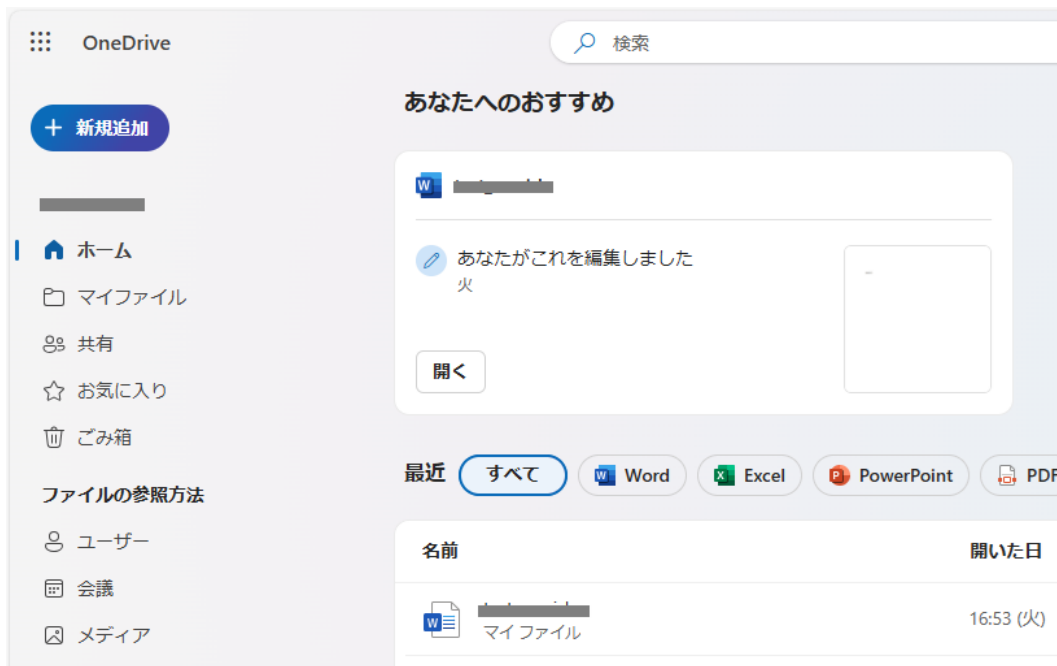 OneDrive
検索
新規追加
ホーム
マイファイル
共有
お気に入り
ごみ箱
ファイルの参照方法
ユーザー
会議
メディア
あなたへのおすすめ
あなたがこれを編集しました
火
開く
最近 すべて Word Excel PowerPoint PDF
名前 開いた日
マイ ファイル 16:53 (火)